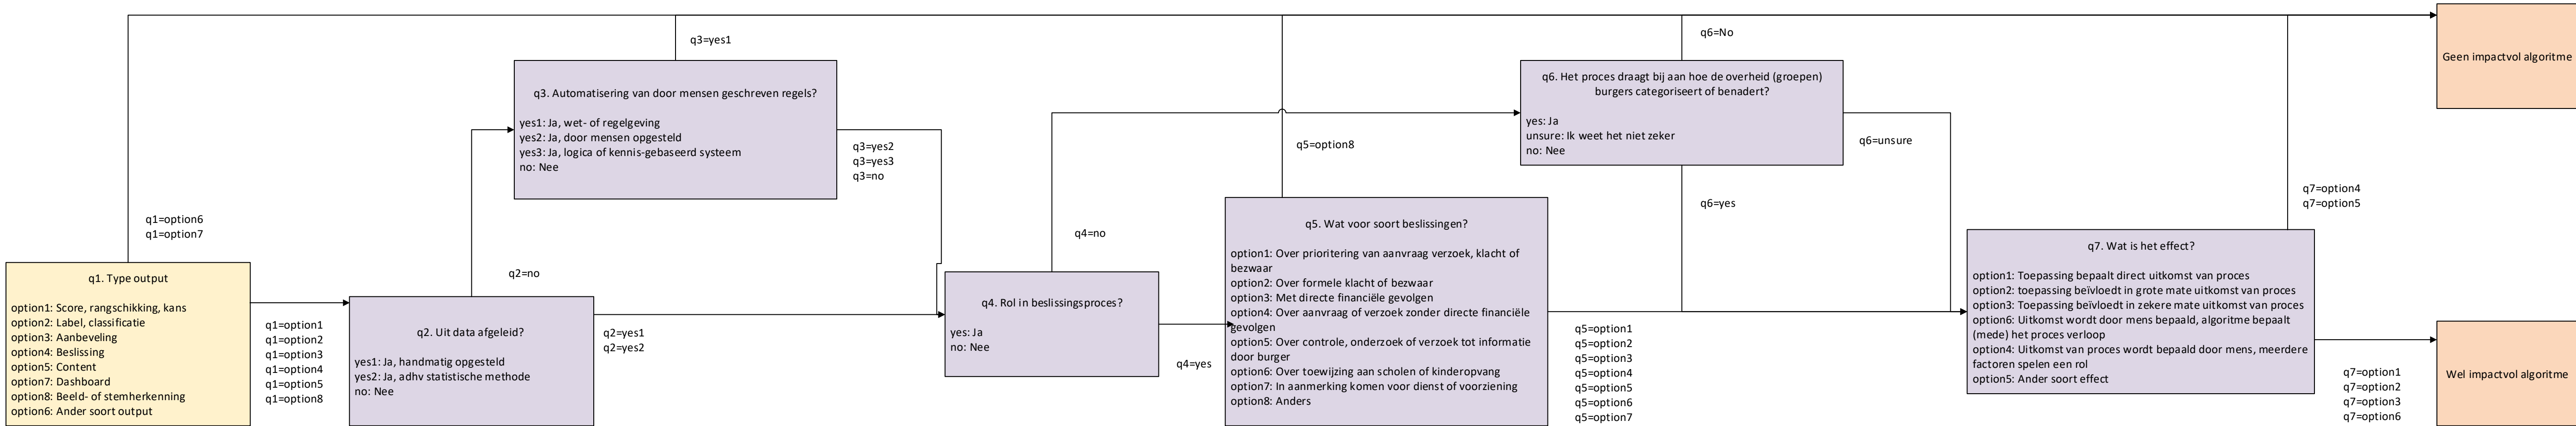 q1. Type output
option1: Score, rangschikking, kans
option2: Label, classificatie
option3: Aanbeveling
option4: Beslissing
option5: Content
option7: Dashboard
option8: Beeld- of stemherkenning
option6: Ander soort output
q1=option6
q1=option7
q1=option1
q1=option2
q1=option3
q1=option4
q1=option5
q1=option8
q2. Uit data afgeleid?
yes1: Ja, handmatig opgesteld
yes2: Ja, adhv statistische methode
no: Nee
q2=no
q2=yes1
q2=yes2
q3. Automatisering van door mensen geschreven regels?
yes1: Ja, wet- of regelgeving
yes2: Ja, door mensen opgesteld
yes3: Ja, logica of kennis-gebaseerd systeem
no: Nee
q3=yes1
q3=yes2
q3=yes3
q3=no
q4. Rol in beslissingsproces?
yes: Ja
no: Nee
q4=no
q4=yes
q5. Wat voor soort beslissingen?
option1: Over prioritering van aanvraag verzoek, klacht of
bezwaar
option2: Over formele klacht of bezwaar
option3: Met directe financiële gevolgen
option4: Over aanvraag of verzoek zonder directe financiële
gevolgen
option5: Over controle, onderzoek of verzoek tot informatie
door burger
option6: Over toewijzing aan scholen of kinderopvang
option7: In aanmerking komen voor dienst of voorziening
option8: Anders
q5=option8
q5=option1
q5=option2
q5=option3
q5=option4
q5=option5
q5=option6
q5=option7
q6. Het proces draagt bij aan hoe de overheid (groepen)
burgers categoriseert of benadert?
yes: Ja
unsure: Ik weet het niet zeker
no: Nee
q6=No
q6=unsure
q6=yes
q7. Wat is het effect?
option1: Toepassing bepaalt direct uitkomst van proces
option2: toepassing beïvloedt in grote mate uitkomst van proces
option3: Toepassing beïvloedt in zekere mate uitkomst van proces
option6: Uitkomst wordt door mens bepaald, algoritme bepaalt
(mede) het proces verloop
option4: Uitkomst van proces wordt bepaald door mens, meerdere
factoren spelen een rol
option5: Ander soort effect
q7=option4
q7=option5
q7=option1
q7=option2
q7=option3
q7=option6
Geen impactvol algoritme
Wel impactvol algoritme